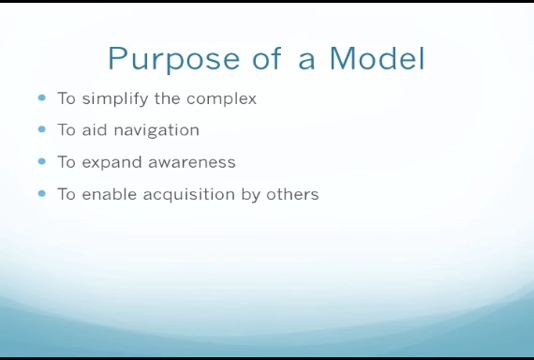 Purpose of a Model
To simplify the complex
To aid navigation
To expand awareness
To enable acquisition by others